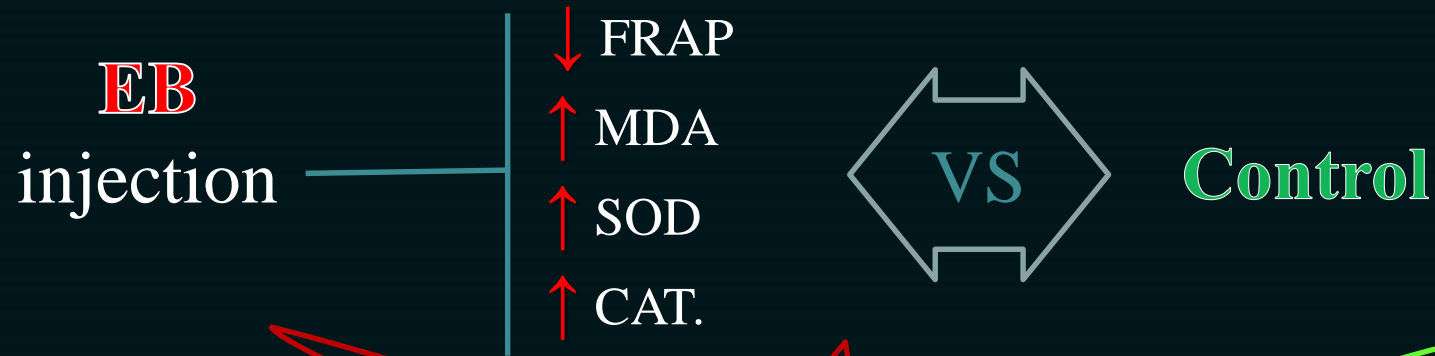 EB
injection
↓ FRAP
↑ MDA
↑ SOD
↑ CAT.
VS
Control